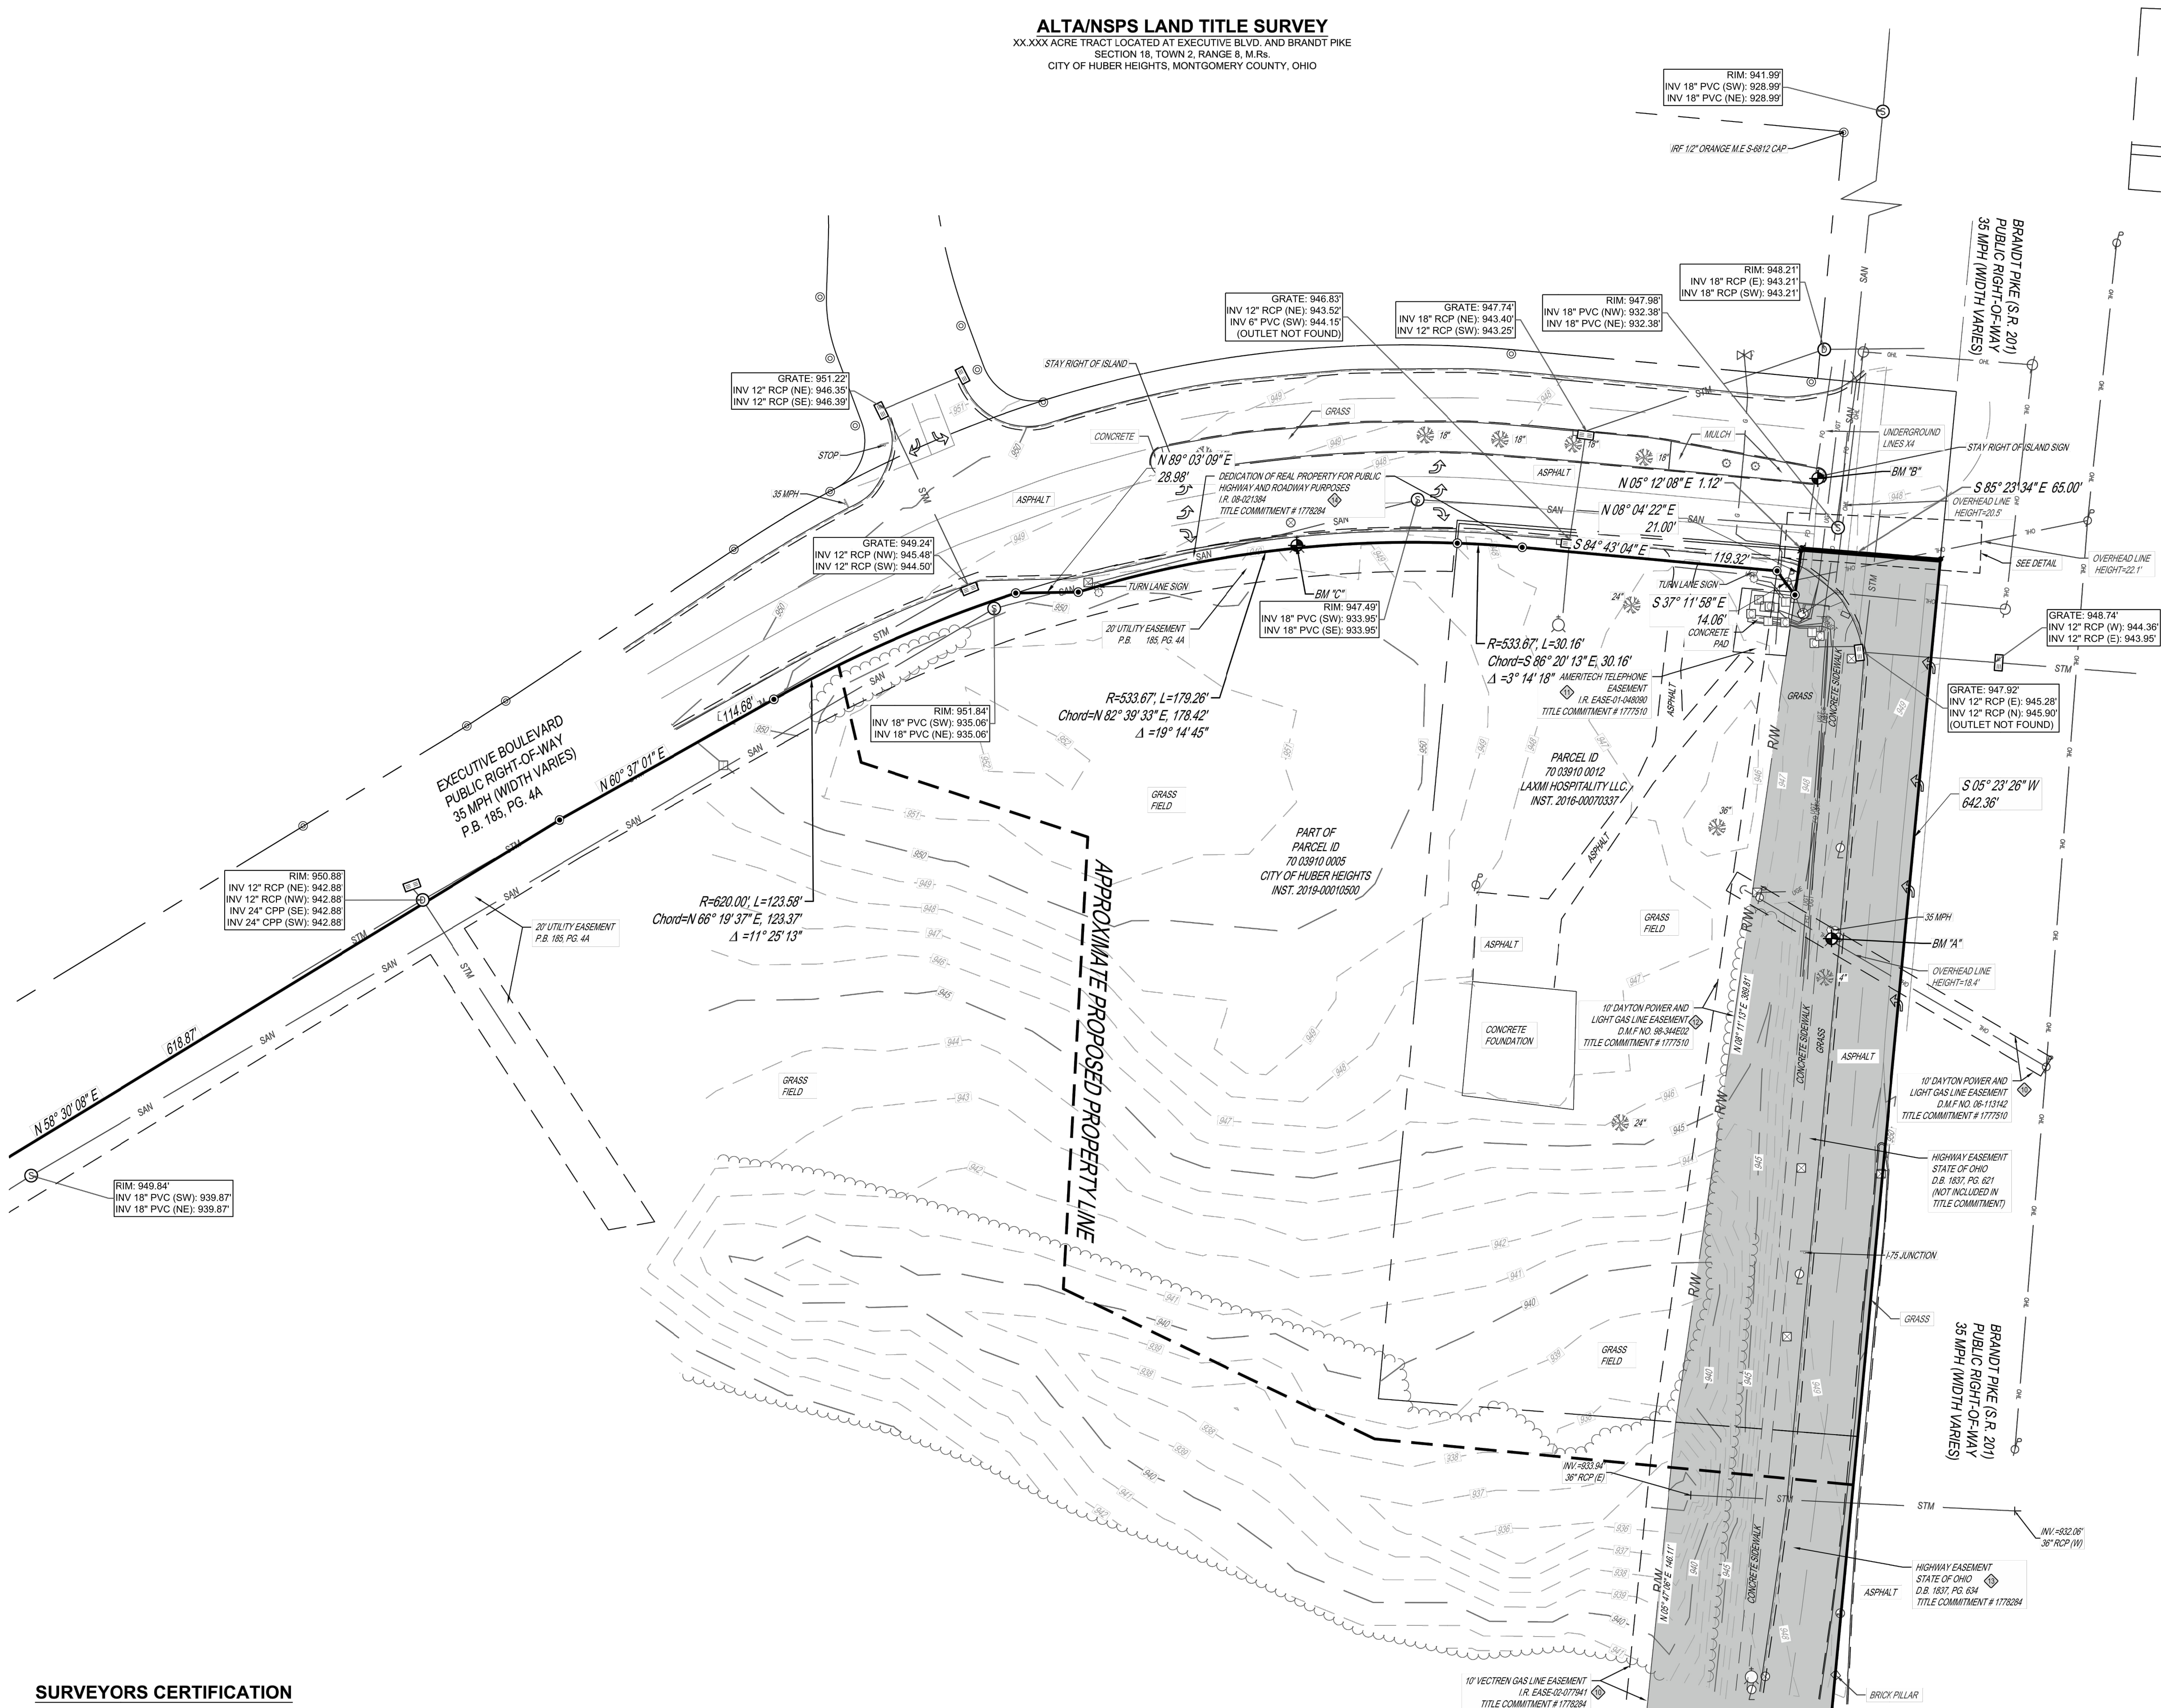 ALTA/NSPS LAND TITLE SURVEY
XX.XXX ACRE TRACT LOCATED AT EXECUTIVE BLVD. AND BRANDT PIKE
SECTION 18, TOWN 2, RANGE 8, M.Rs.
CITY OF HUBER HEIGHTS, MONTGOMERY COUNTY, OHIO
RIM: 941.99'
INV 18" PVC (SW): 928.99'
INV 18" PVC (NE): 928.99'
IRF 1/2" ORANGE M.E S-6812 CAP
BRANDT PIKE (S.R. 201)
PUBLIC RIGHT-OF-WAY
35 MPH (WIDTH VARIES)
RIM: 948.21'
INV 18" RCP (E): 943.21'
INV 18" RCP (SW): 943.21'
GRATE: 946.83'
INV 12" RCP (NE): 943.52'
INV 6" PVC (SW): 944.15'
(OUTLET NOT FOUND)
GRATE: 947.74'
INV 18" RCP (NE): 943.40'
INV 12" RCP (SW): 943.25'
RIM: 947.98'
INV 18" PVC (NW): 932.38'
INV 18" PVC (NE): 932.38'
STAY RIGHT OF ISLAND
GRATE: 951.22'
INV 12" RCP (NE): 946.35'
INV 12" RCP (SE): 946.39'
GRASS
CONCRETE
MULCH
UNDERGROUND
LINES X4
STAY RIGHT OF ISLAND SIGN
BM "B"
STOP
35 MPH
ASPHALT
N 89° 03' 09" E
28.98'
DEDICATION OF REAL PROPERTY FOR PUBLIC
HIGHWAY AND ROADWAY PURPOSES
I.R. 08-021384
14
TITLE COMMITMENT # 1778284
ASPHALT
N 05° 12' 08" E 1.12'
S 85° 23' 34" E 65.00'
OVERHEAD LINE
HEIGHT=20.5'
N 08° 04' 22" E
21.00'
S 84° 43' 04" E
119.32'
SEE DETAIL
OVERHEAD LINE
HEIGHT=22.1'
GRATE: 949.24'
INV 12" RCP (NW): 945.48'
INV 12" RCP (SW): 944.50'
TURN LANE SIGN
BM "C"
RIM: 947.49'
INV 18" PVC (SW): 933.95'
INV 18" PVC (SE): 933.95'
TURN LANE SIGN
S 37° 11' 58" E
14.06'
CONCRETE
PAD
GRATE: 948.74'
INV 12" RCP (W): 944.36'
INV 12" RCP (E): 943.95'
20' UTILITY EASEMENT
P.B. 185, PG. 4A
R=533.67', L=30.16'
Chord=S 86° 20' 13" E, 30.16'
Δ =3° 14' 18"
AMERITECH TELEPHONE
EASEMENT
11
I.R. EASE-01-048090
TITLE COMMITMENT # 1777510
R=533.67', L=179.26'
Chord=N 82° 39' 33" E, 178.42'
Δ =19° 14' 45"
GRATE: 947.92'
INV 12" RCP (E): 945.28'
INV 12" RCP (N): 945.90'
(OUTLET NOT FOUND)
RIM: 951.84'
INV 18" PVC (SW): 935.06'
INV 18" PVC (NE): 935.06'
114.68'
N 60° 37' 01" E
EXECUTIVE BOULEVARD
PUBLIC RIGHT-OF-WAY
35 MPH (WIDTH VARIES)
P.B. 185, PG. 4A
GRASS
ASPHALT
CONCRETE SIDEWALK
R/W
PARCEL ID
70 03910 0012
LAXMI HOSPITALITY LLC,
INST. 2016-00070337
S 05° 23' 26" W
642.36'
GRASS
FIELD
PART OF
PARCEL ID
70 03910 0005
CITY OF HUBER HEIGHTS
INST. 2019-00010500
ASPHALT
APPROXIMATE PROPOSED PROPERTY LINE
RIM: 950.88'
INV 12" RCP (NE): 942.88'
INV 12" RCP (NW): 942.88'
INV 24" CPP (SE): 942.88'
INV 24" CPP (SW): 942.88'
20' UTILITY EASEMENT
P.B. 185, PG. 4A
R=620.00', L=123.58'
Chord=N 66° 19' 37" E, 123.37'
Δ =11° 25' 13"
GRASS
FIELD
ASPHALT
35 MPH
BM "A"
OVERHEAD LINE
HEIGHT=18.4'
10' DAYTON POWER AND
LIGHT GAS LINE EASEMENT
12
D.M.F NO. 98-344E02
TITLE COMMITMENT # 1777510
N 08° 11' 13" E 389.81'
CONCRETE
FOUNDATION
CONCRETE SIDEWALK
GRASS
ASPHALT
618.87'
N 58° 30' 08" E
GRASS
FIELD
10' DAYTON POWER AND
LIGHT GAS LINE EASEMENT
10
D.M.F NO. 06-113142
TITLE COMMITMENT # 1777510
RIM: 949.84'
INV 18" PVC (SW): 939.87'
INV 18" PVC (NE): 939.87'
HIGHWAY EASEMENT
STATE OF OHIO
D.B. 1837, PG. 621
(NOT INCLUDED IN
TITLE COMMITMENT)
I-75 JUNCTION
GRASS
BRANDT PIKE (S.R. 201)
PUBLIC RIGHT-OF-WAY
35 MPH (WIDTH VARIES)
GRASS
FIELD
INV.=933.94'
36" RCP (E)
STM
STM
INV.=932.06'
36" RCP (W)
R/W
N 05° 47' 06" E 146.11'
CONCRETE SIDEWALK
ASPHALT
HIGHWAY EASEMENT
STATE OF OHIO
13
D.B. 1837, PG. 634
TITLE COMMITMENT # 1778284
10' VECTREN GAS LINE EASEMENT
I.R. EASE-02-077941
10
TITLE COMMITMENT # 1778284
BRICK PILLAR
SURVEYORS CERTIFICATION